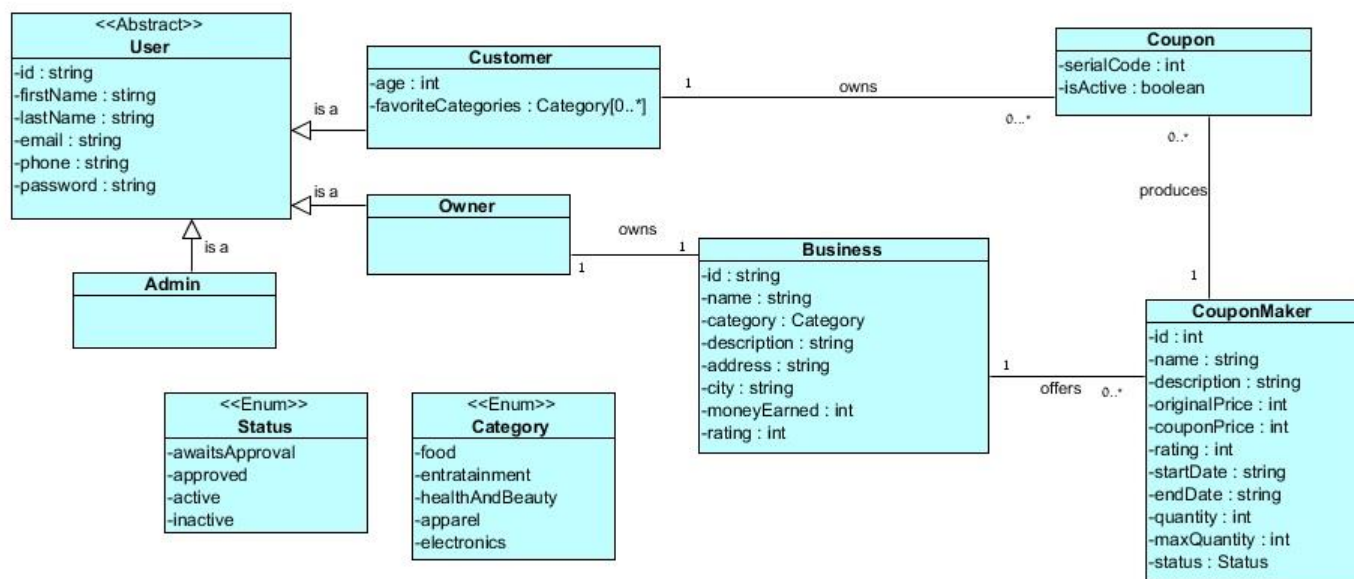 <<Abstract>>
User
-id : string
-firstName : stirng
-lastName : string
-email : string
-phone : string
-password : string
is a
Customer
-age : int
-favoriteCategories : Category[0..*]
1
owns
0...*
Coupon
-serialCode : int
-isActive : boolean
0..*
produces
1
is a
Owner
owns
1
1
is a
Admin
Business
-id : string
-name : string
-category : Category
-description : string
-address : string
-city : string
-moneyEarned : int
-rating : int
1
offers
0..*
CouponMaker
-id : int
-name : string
-description : string
-originalPrice : int
-couponPrice : int
-rating : int
-startDate : string
-endDate : string
-quantity : int
-maxQuantity : int
-status : Status
<<Enum>>
Status
-awaitsApproval
-approved
-active
-inactive
<<Enum>>
Category
-food
-entratainment
-healthAndBeauty
-apparel
-electronics